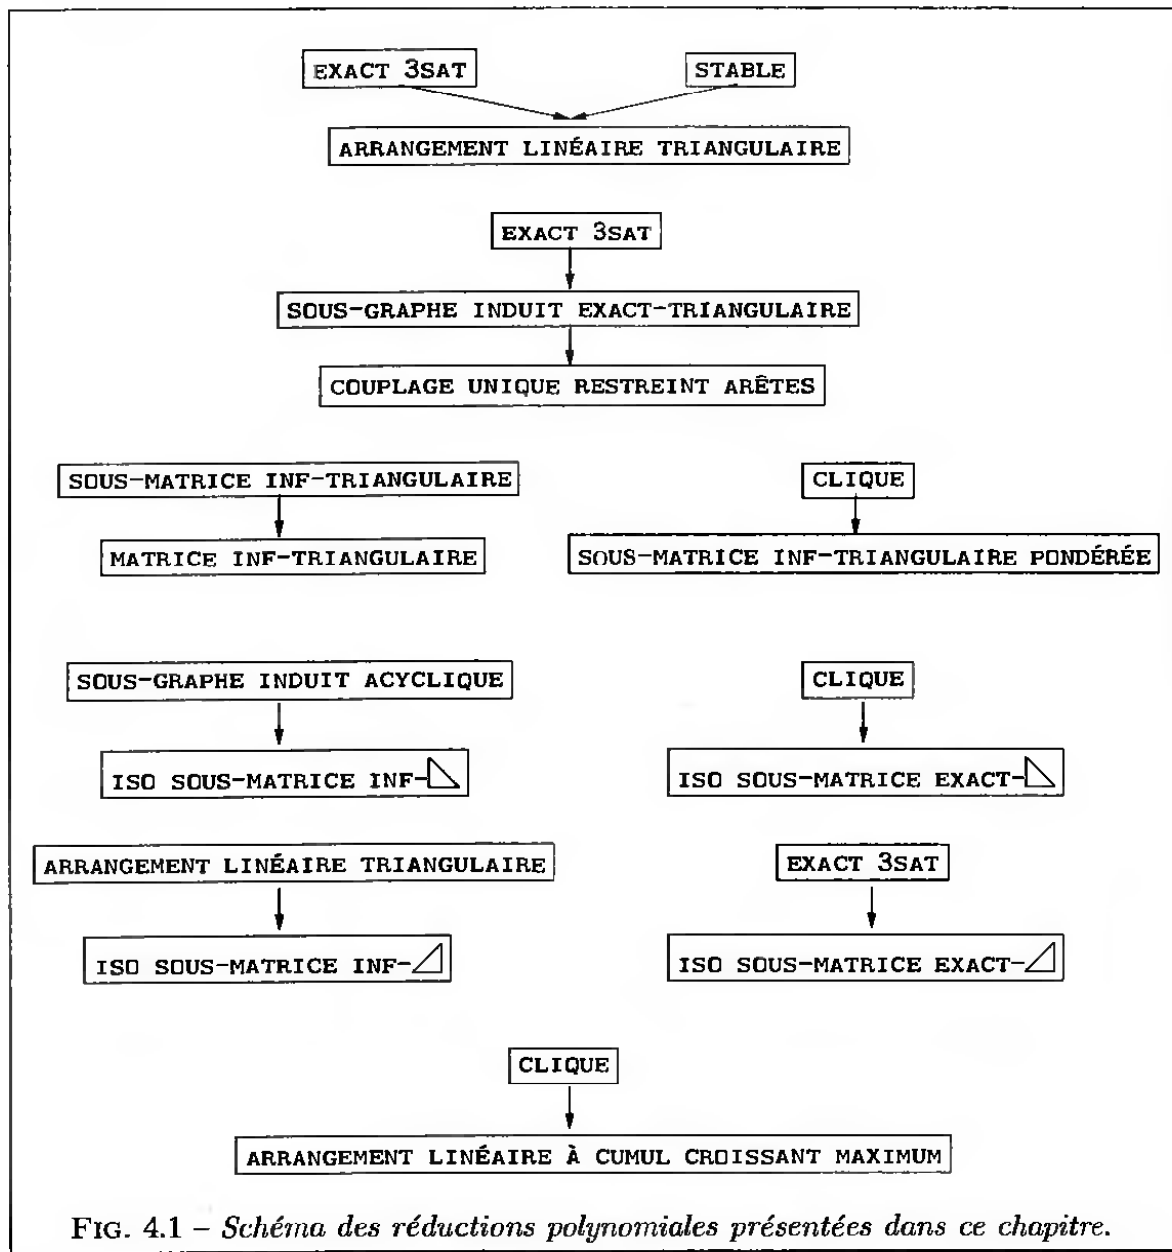 EXACT 3SAT
STABLE
ARRANGEMENT LINÉAIRE TRIANGULAIRE
EXACT 3SAT
SOUS-GRAPHE INDUIT EXACT-TRIANGULAIRE
COUPLAGE UNIQUE RESTREINT ARÊTES
SOUS-MATRICE INF-TRIANGULAIRE
CLIQUE
MATRICE INF-TRIANGULAIRE
SOUS-MATRICE INF-TRIANGULAIRE PONDÉRÉE
SOUS-GRAPHE INDUIT ACYCLIQUE
CLIQUE
ISO SOUS-MATRICE INF-
ISO SOUS-MATRICE EXACT-
ARRANGEMENT LINÉAIRE TRIANGULAIRE
EXACT 3SAT
ISO SOUS-MATRICE INF-
ISO SOUS-MATRICE EXACT-
CLIQUE
ARRANGEMENT LINÉAIRE À CUMUL CROISSANT MAXIMUM
FIG. 4.1 – Schéma des réductions polynomiales présentées dans ce chapitre.